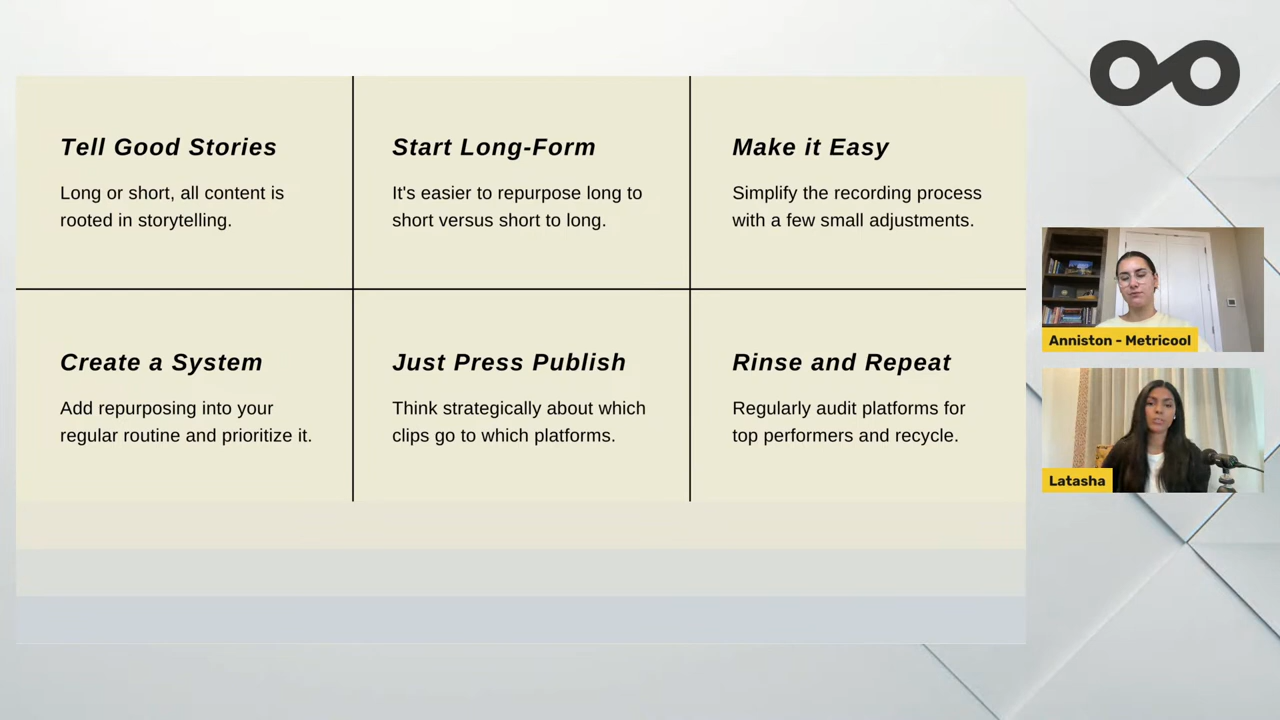 Tell Good Stories
Long or short, all content is
rooted in storytelling.
Start Long-Form
It's easier to repurpose long to
short versus short to long.
Make it Easy
Simplify the recording process
with a few small adjustments.
Create a System
Add repurposing into your
regular routine and prioritize it.
Just Press Publish
Think strategically about which
clips go to which platforms.
Rinse and Repeat
Regularly audit platforms for
top performers and recycle.
Anniston - Metricool
Latasha